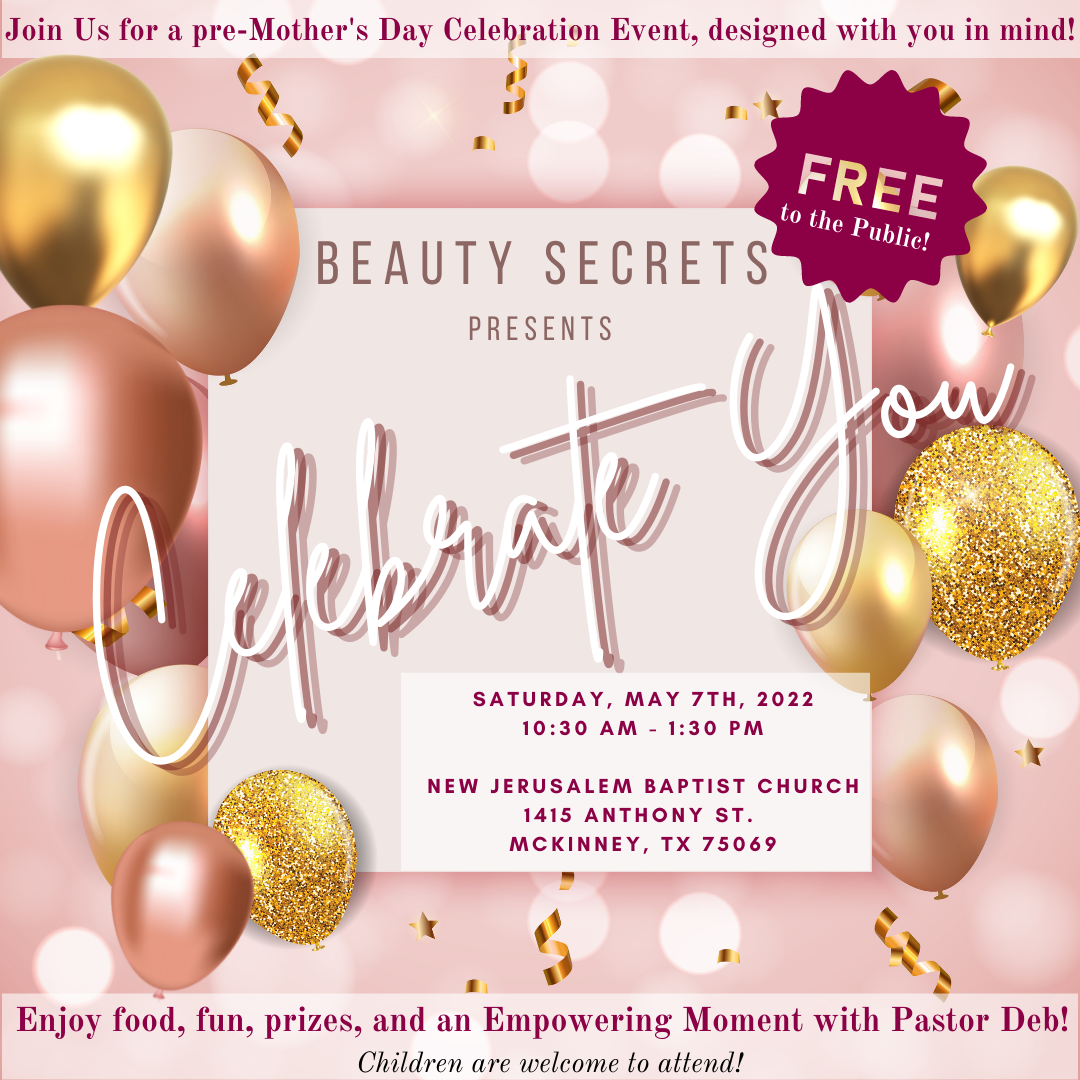 Join Us for a pre-Mother's Day Celebration Event, designed with you in mind!
FREE
to the Public!
BEAUTY SECRETS
PRESENTS
Celebrate You
SATURDAY, MAY 7TH, 2022
10:30 AM - 1:30 PM
NEW JERUSALEM BAPTIST CHURCH
1415 ANTHONY ST.
MCKINNEY, TX 75069
Enjoy food, fun, prizes, and an Empowering Moment with Pastor Deb!
Children are welcome to attend!